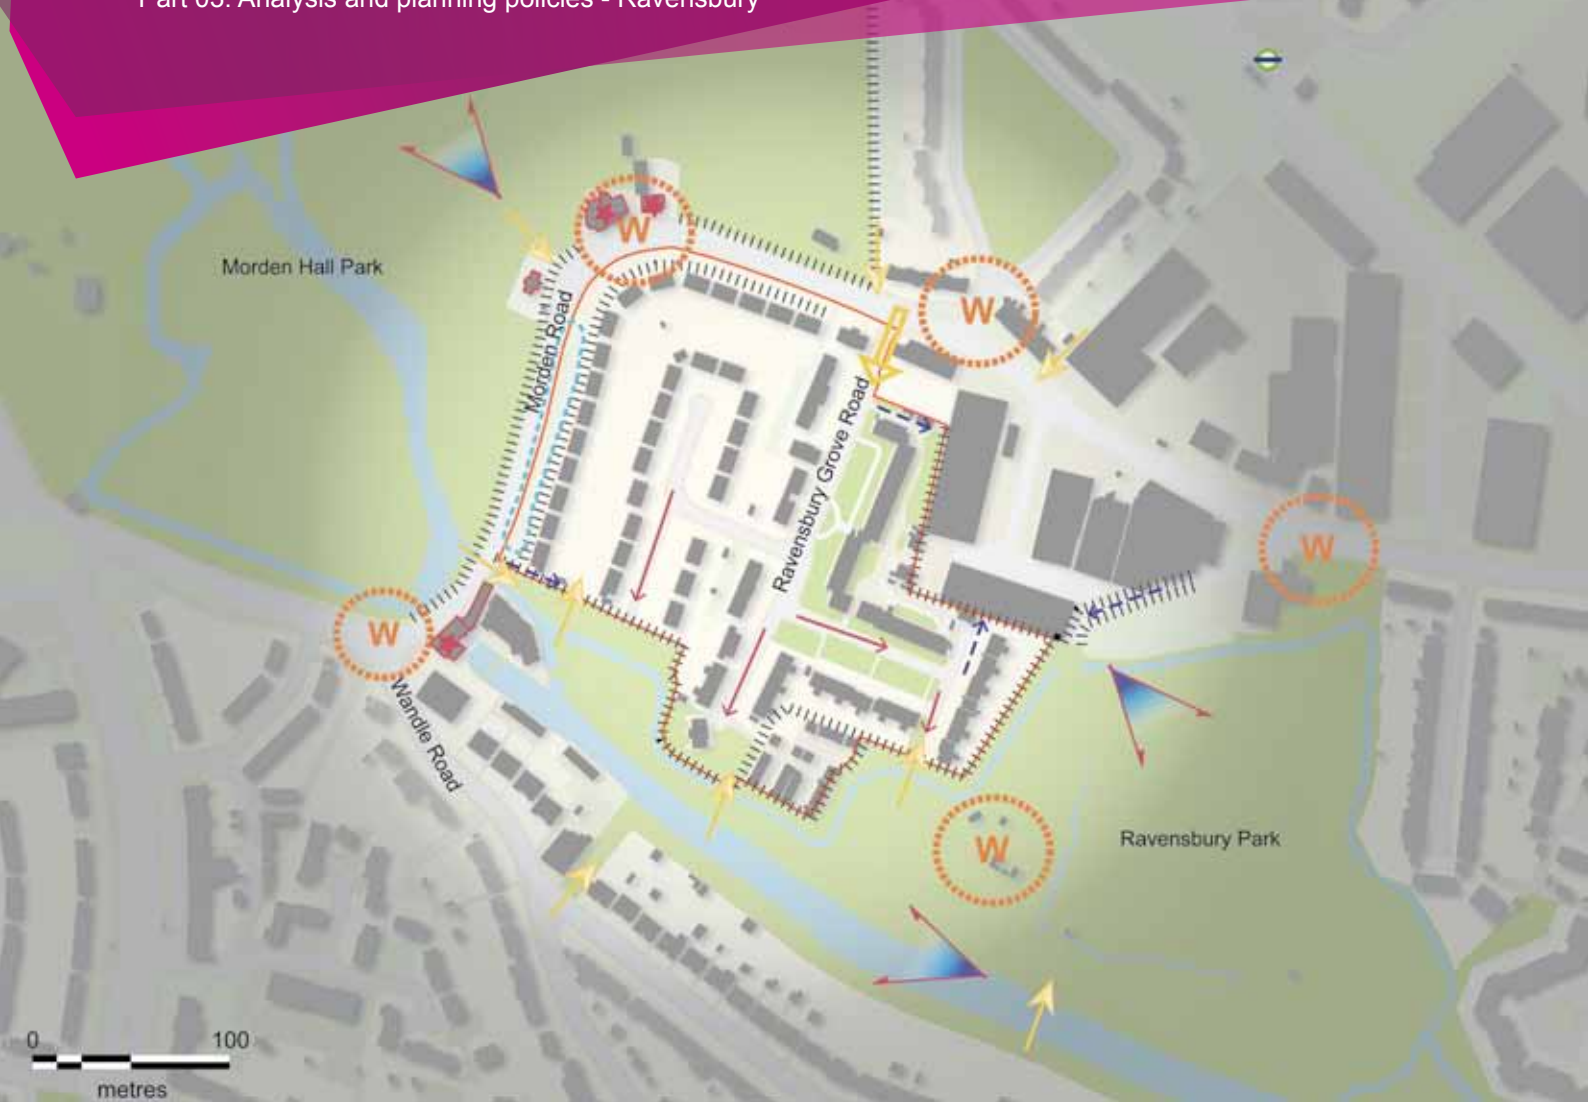 Part 03: Analysis and planning policies - Ravensbury
W
Morden Hall Park
W
Morden Road
Ravensbury Grove Road
W
W
Wandle Road
Ravensbury Park
W
0 100
metres